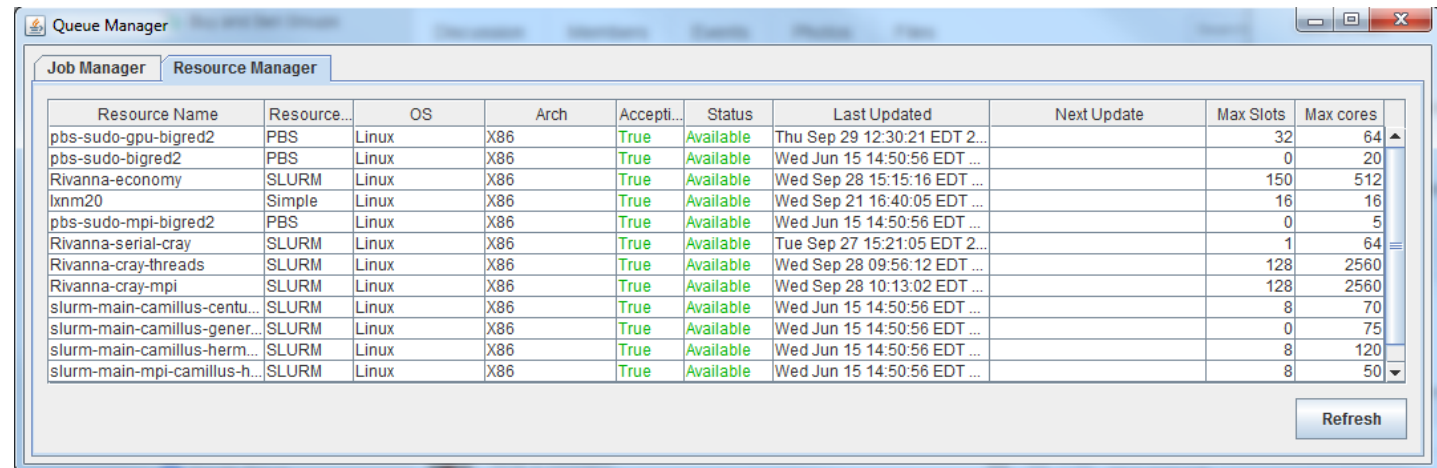 Queue Manager
Job Manager Resource Manager
Resource Name Resource... OS Arch Accepti... Status Last Updated Next Update Max Slots Max cores
pbs-sudo-gpu-bigred2 PBS Linux X86 True Available Thu Sep 29 12:30:21 EDT 2... 32 64
pbs-sudo-bigred2 PBS Linux X86 True Available Wed Jun 15 14:50:56 EDT ... 0 20
Rivanna-economy SLURM Linux X86 True Available Wed Sep 28 15:15:16 EDT ... 150 512
lxnm20 Simple Linux X86 True Available Wed Sep 21 16:40:05 EDT ... 16 16
pbs-sudo-mpi-bigred2 PBS Linux X86 True Available Wed Jun 15 14:50:56 EDT ... 0 5
Rivanna-serial-cray SLURM Linux X86 True Available Tue Sep 27 15:21:05 EDT 2... 1 64
Rivanna-cray-threads SLURM Linux X86 True Available Wed Sep 28 09:56:12 EDT ... 128 2560
Rivanna-cray-mpi SLURM Linux X86 True Available Wed Sep 28 10:13:02 EDT ... 128 2560
slurm-main-camillus-centu... SLURM Linux X86 True Available Wed Jun 15 14:50:56 EDT ... 8 70
slurm-main-camillus-gener... SLURM Linux X86 True Available Wed Jun 15 14:50:56 EDT ... 0 75
slurm-main-camillus-herm... SLURM Linux X86 True Available Wed Jun 15 14:50:56 EDT ... 8 120
slurm-main-mpi-camillus-h... SLURM Linux X86 True Available Wed Jun 15 14:50:56 EDT ... 8 50
Refresh